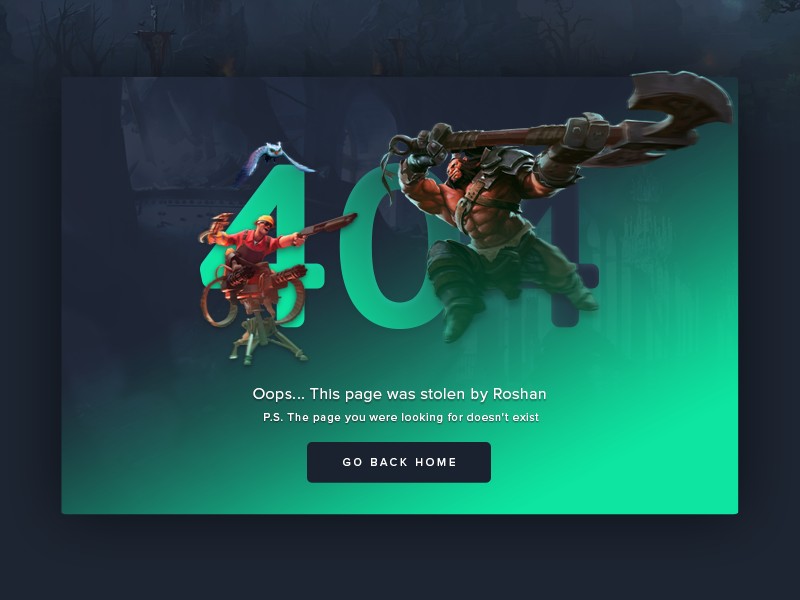 404
Oops... This page was stolen by Roshan
P.S. The page you were looking for doesn't exist
GO BACK HOME